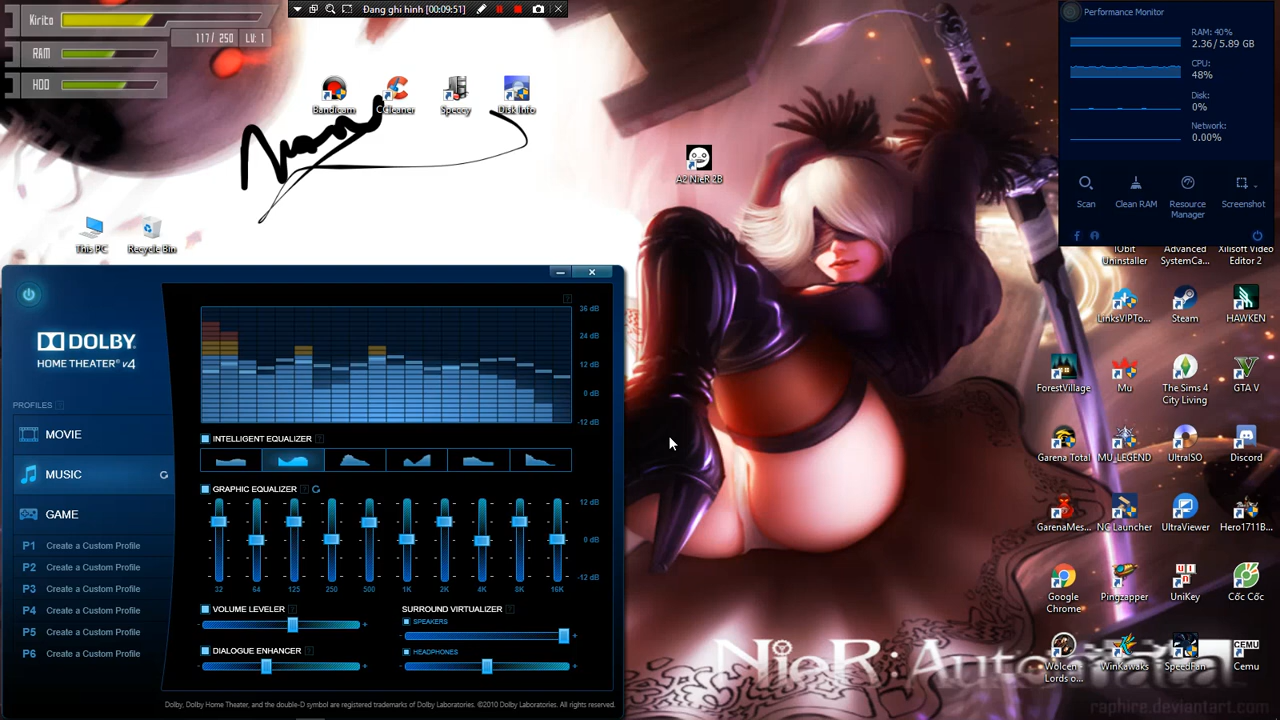 Kirito
117/ 250 LV: 1
RAM
HDD
Đang ghi hình [00:09:51]
Bandicam
CCleaner
Speccy
Disk Info
A2 NieR 2B
This PC
Recycle Bin
Performance Monitor
RAM: 40%
2.36/5.89 GB
CPU:
48%
Disk:
0%
Network:
0.00%
Scan
Clean RAM
Resource Manager
Screenshot
IObit Uninstaller
Advanced SystemCa...
Xilisoft Video Editor 2
LinksVIPTo...
Steam
HAWKEN
ForestVillage
Mu
The Sims 4 City Living
GTA V
Garena Total
MU_LEGEND
UltraISO
Discord
GarenaMes...
NC Launcher
UltraViewer
Hero1711B...
Google Chrome
Pingzapper
UniKey
Cốc Cốc
Wolcen Lords o...
WinKawaks
SpeedFan
Cemu
DOLBY
HOME THEATER® v4
PROFILES ?
MOVIE
MUSIC
GAME
P1 Create a Custom Profile
P2 Create a Custom Profile
P3 Create a Custom Profile
P4 Create a Custom Profile
P5 Create a Custom Profile
P6 Create a Custom Profile
?
36 dB
24 dB
12 dB
0 dB
-12 dB
INTELLIGENT EQUALIZER ?
GRAPHIC EQUALIZER ?
12 dB
0 dB
-12 dB
32 64 125 250 500 1K 2K 4K 8K 16K
VOLUME LEVELER ?
- +
DIALOGUE ENHANCER ?
- +
SURROUND VIRTUALIZER ?
SPEAKERS
- +
HEADPHONES
- +
Dolby, Dolby Home Theater, and the double-D symbol are registered trademarks of Dolby Laboratories. ©2010 Dolby Laboratories. All rights reserved.
NieR:Automata
raphire.deviantart.com